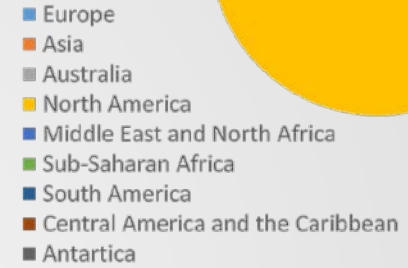 Europe
Asia
Australia
North America
Middle East and North Africa
Sub-Saharan Africa
South America
Central America and the Caribbean
Antartica